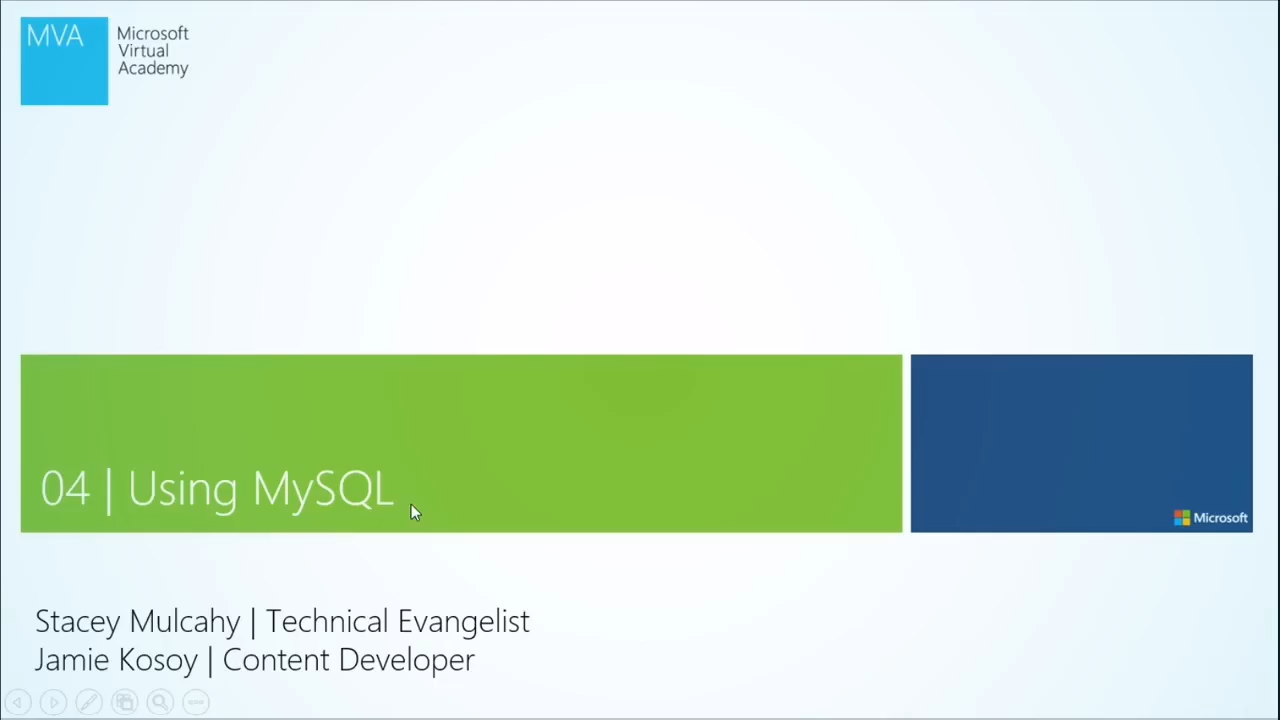 MVA
Microsoft
Virtual
Academy
04 | Using MySQL
Microsoft
Stacey Mulcahy | Technical Evangelist
Jamie Kosoy | Content Developer